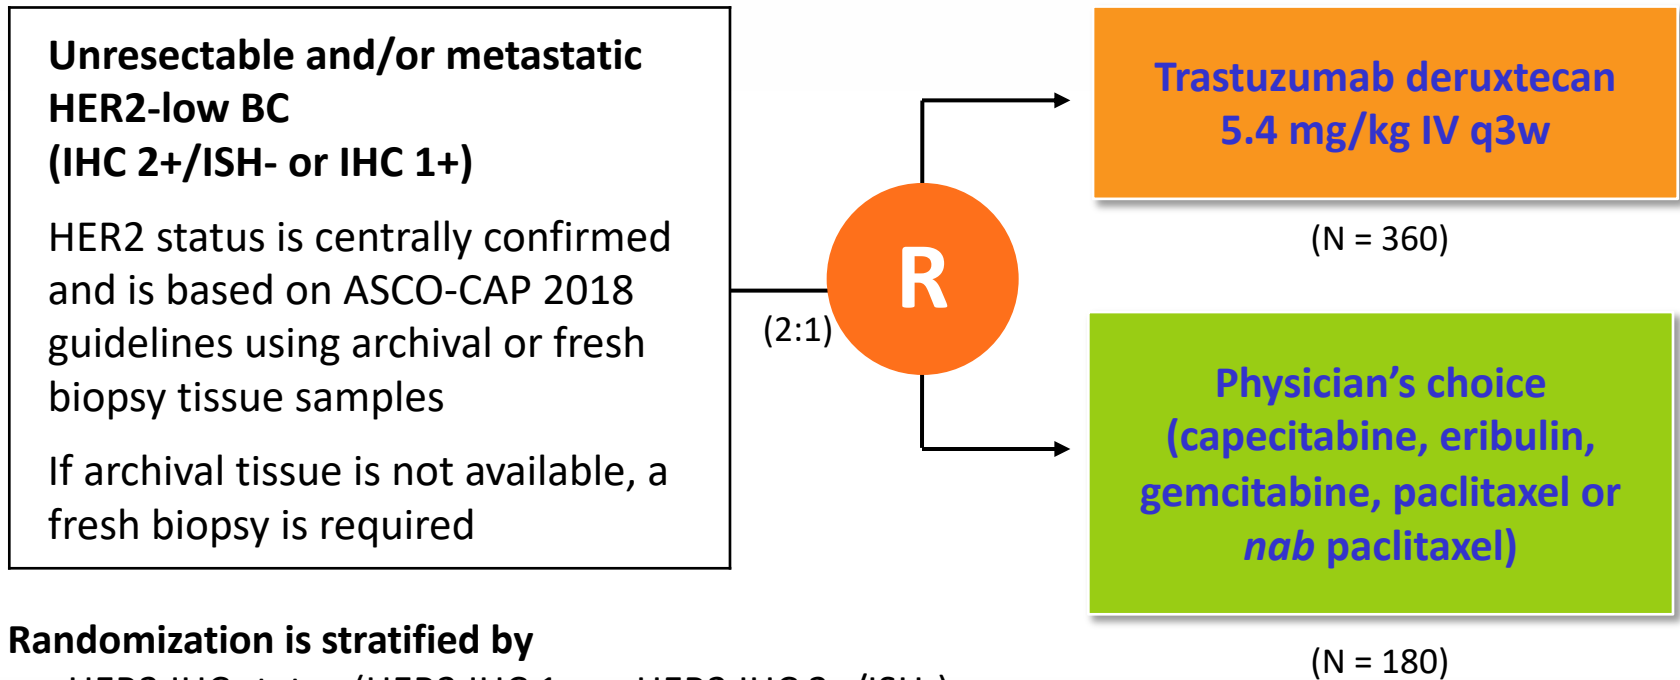 Unresectable and/or metastatic
HER2-low BC
(IHC 2+/ISH- or IHC 1+)
HER2 status is centrally confirmed
and is based on ASCO-CAP 2018
guidelines using archival or fresh
biopsy tissue samples
If archival tissue is not available, a
fresh biopsy is required
(2:1)
R
Trastuzumab deruxtecan
5.4 mg/kg IV q3w
(N = 360)
Physician’s choice
(capecitabine, eribulin,
gemcitabine, paclitaxel or
nab paclitaxel)
(N = 180)
Randomization is stratified by